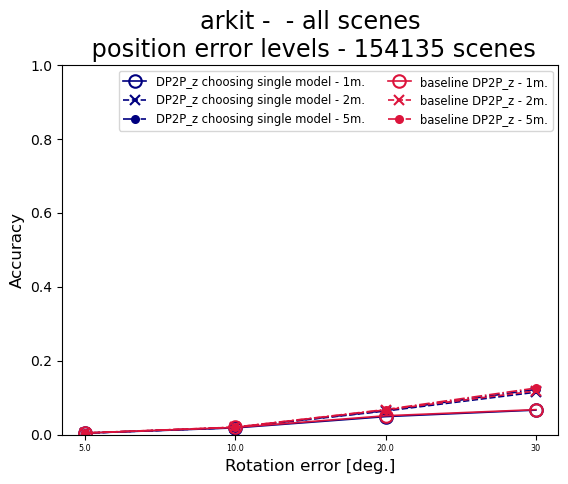 arkit -  - all scenes
position error levels - 154135 scenes
DP2P_z choosing single model - 1m.
DP2P_z choosing single model - 2m.
DP2P_z choosing single model - 5m.
baseline DP2P_z - 1m.
baseline DP2P_z - 2m.
baseline DP2P_z - 5m.
Accuracy
1.0
0.8
0.6
0.4
0.2
0.0
5.0 10.0 20.0 30
Rotation error [deg.]